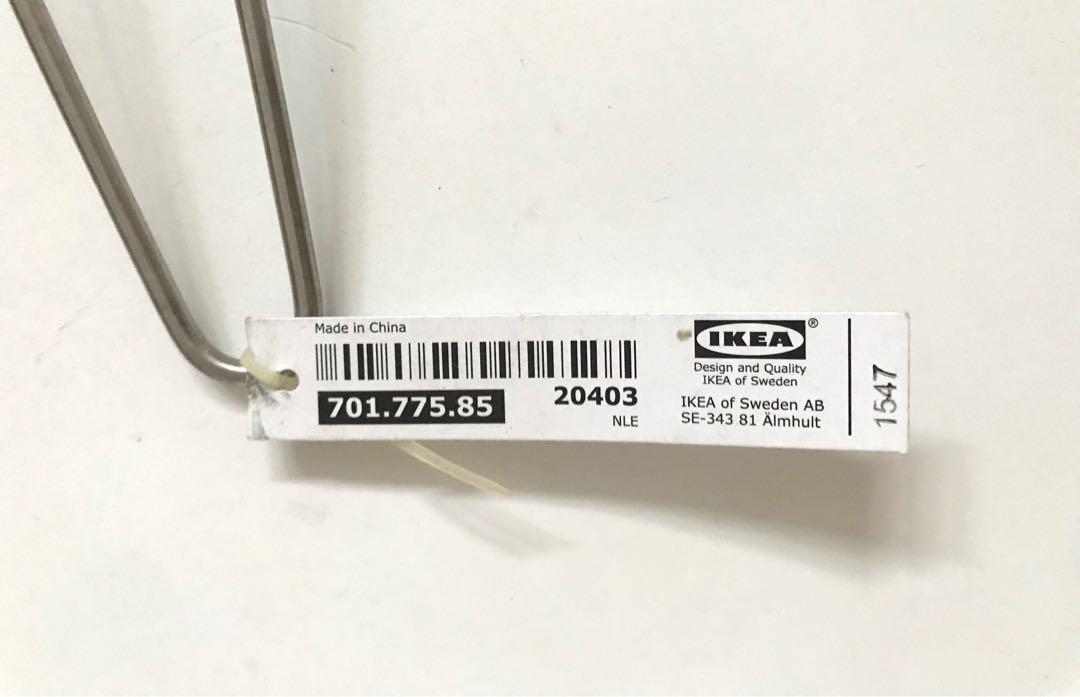 Made in China
701.775.85
20403
NLE
IKEA®
Design and Quality
IKEA of Sweden
IKEA of Sweden AB
SE-343 81 Älmhult
1547